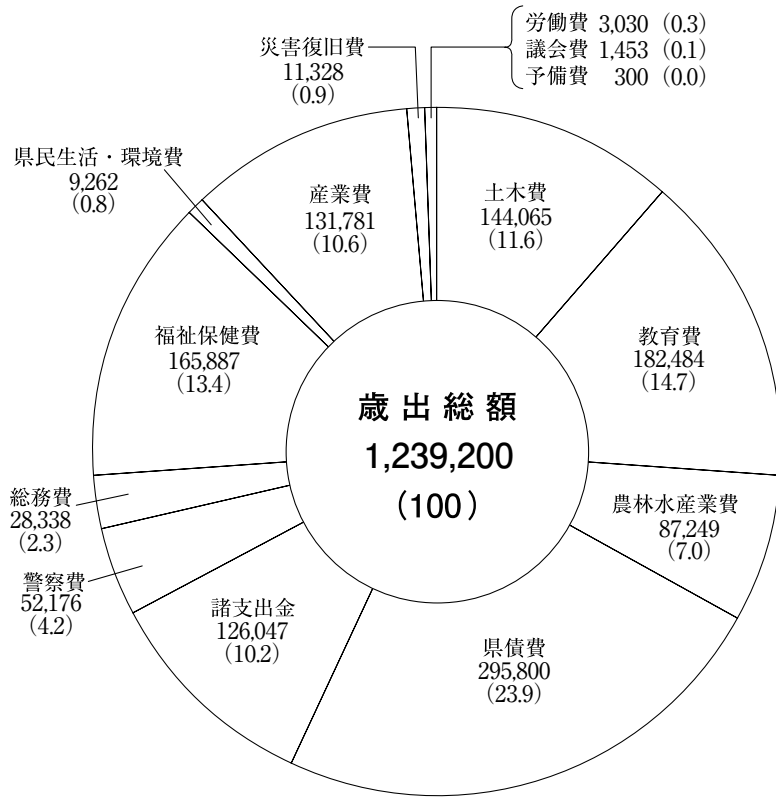 労働費 3,030 (0.3)
議会費 1,453 (0.1)
予備費 300 (0.0)
災害復旧費
11,328
(0.9)
県民生活・環境費
9,262
(0.8)
産業費
131,781
(10.6)
土木費
144,065
(11.6)
福祉保健費
165,887
(13.4)
教育費
182,484
(14.7)
歳出総額
1,239,200
(100)
総務費
28,338
(2.3)
農林水産業費
87,249
(7.0)
警察費
52,176
(4.2)
諸支出金
126,047
(10.2)
県債費
295,800
(23.9)